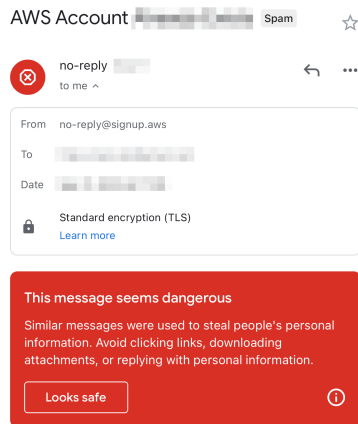 AWS Account
Spam
no-reply
to me
From no-reply@signup.aws
To
Date
Standard encryption (TLS)
Learn more
This message seems dangerous
Similar messages were used to steal people's personal
information. Avoid clicking links, downloading
attachments, or replying with personal information.
Looks safe